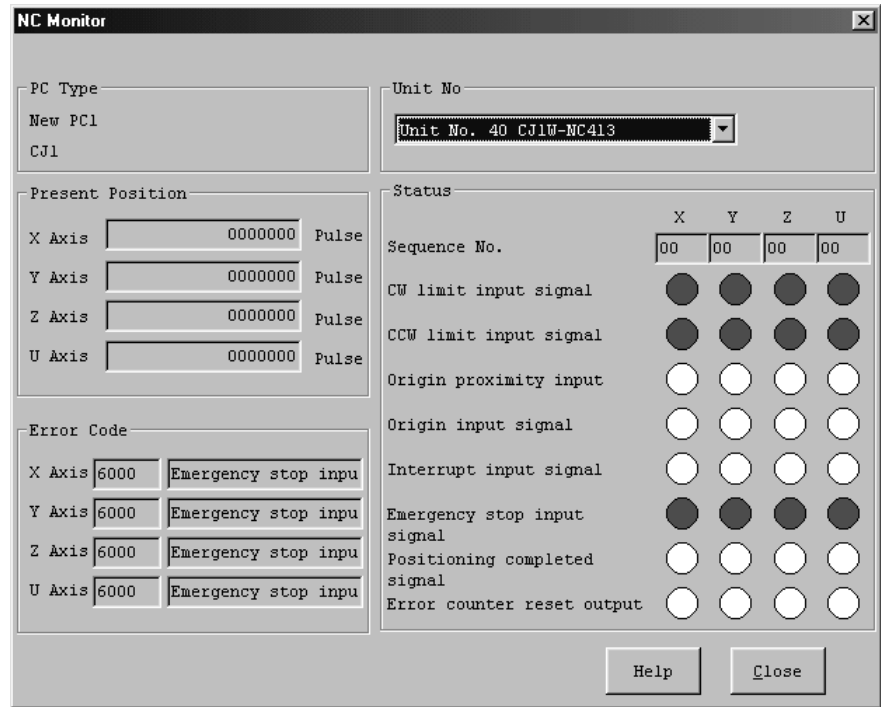 NC Monitor
PC Type
New PC1
CJ1
Unit No
Unit No. 40 CJ1W-NC413
Present Position
X Axis 0000000 Pulse
Y Axis 0000000 Pulse
Z Axis 0000000 Pulse
U Axis 0000000 Pulse
Error Code
X Axis 6000 Emergency stop inpu
Y Axis 6000 Emergency stop inpu
Z Axis 6000 Emergency stop inpu
U Axis 6000 Emergency stop inpu
Status
X Y Z U
Sequence No. 00 00 00 00
CW limit input signal
CCW limit input signal
Origin proximity input
Origin input signal
Interrupt input signal
Emergency stop input
signal
Positioning completed
signal
Error counter reset output
Help Close